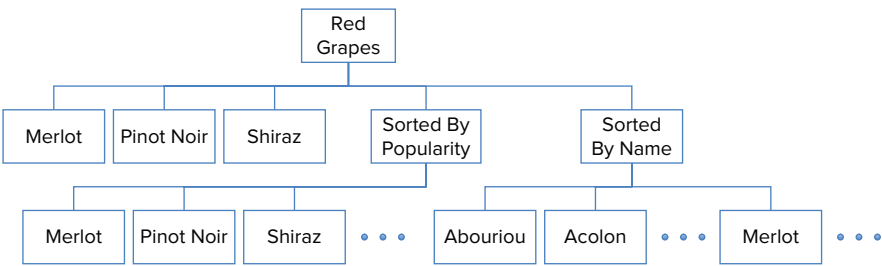 Red
Grapes
Merlot
Pinot Noir
Shiraz
Sorted By
Popularity
Sorted
By Name
Merlot
Pinot Noir
Shiraz
Abouriou
Acolon
Merlot